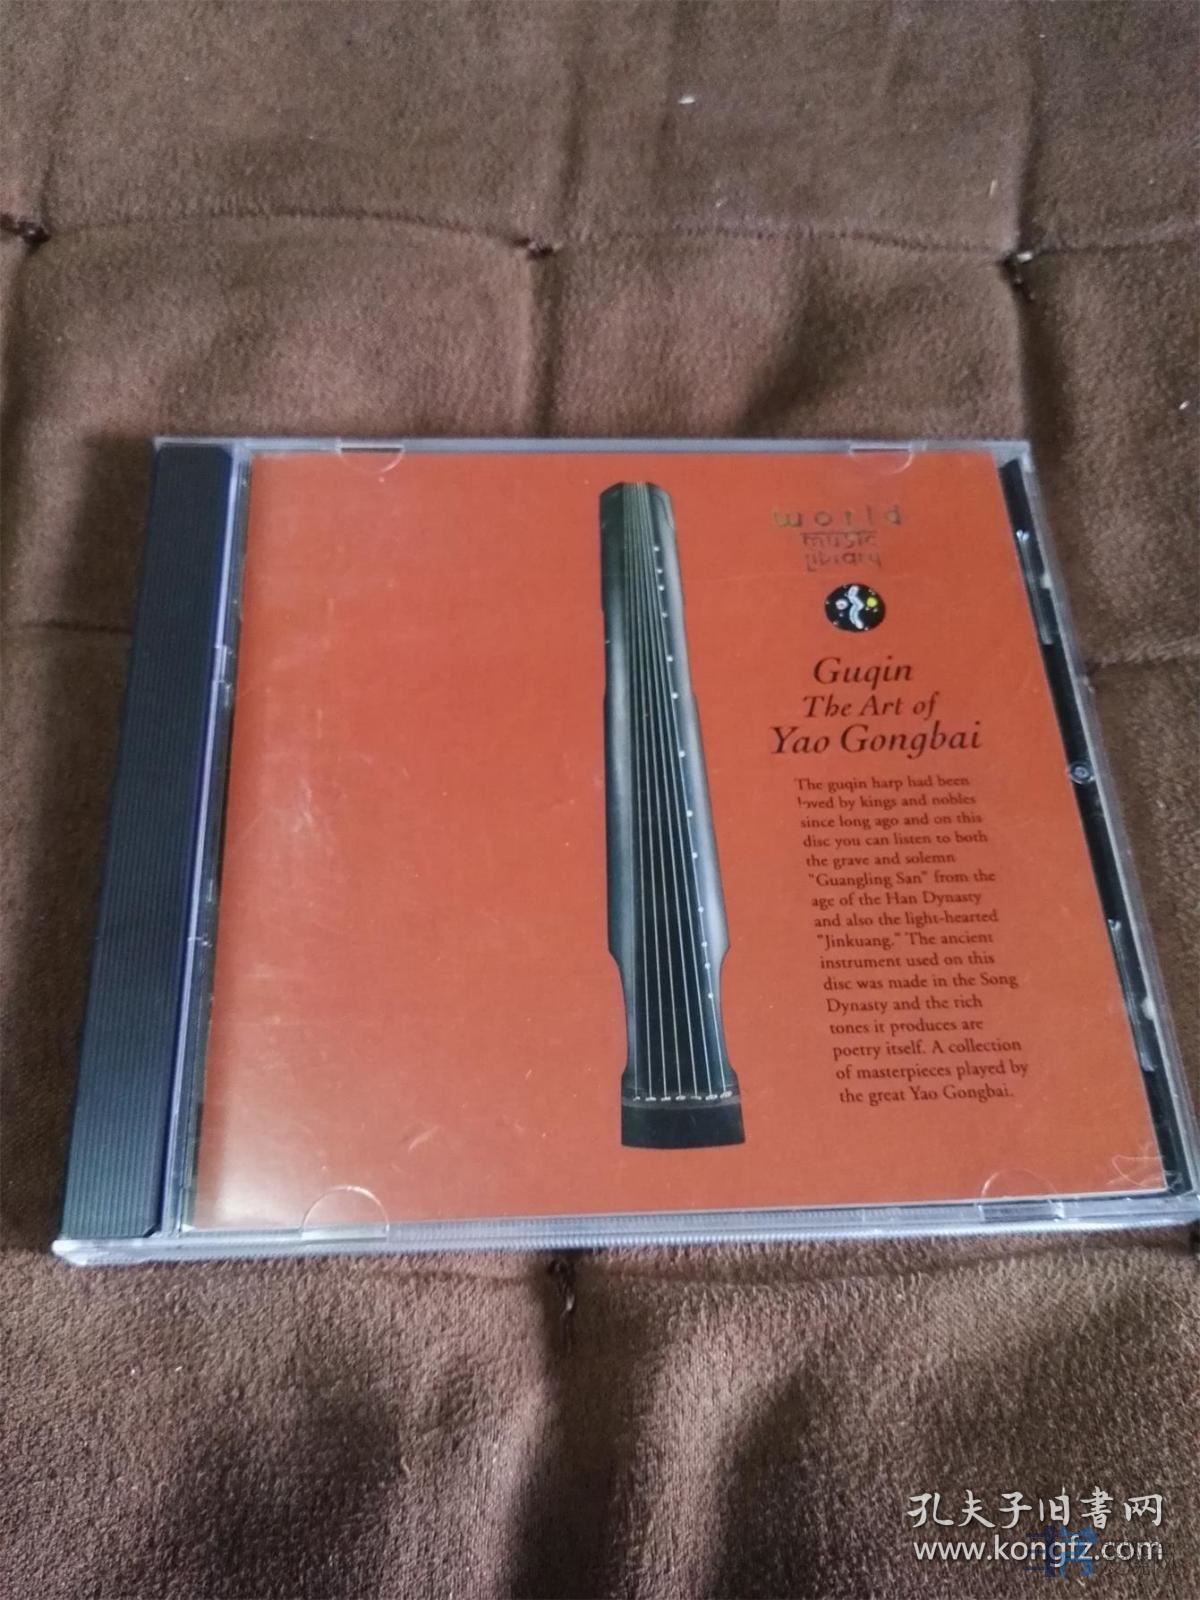 world
music
library
Guqin
The Art of
Yao Gongbai
The guqin harp had been
loved by kings and nobles
since long ago and on this
disc you can listen to both
the grave and solemn
"Guangling San" from the
age of the Han Dynasty
and also the light-hearted
"Jinkuang." The ancient
instrument used on this
disc was made in the Song
Dynasty and the rich
tones it produces are
poetry itself. A collection
of masterpieces played by
the great Yao Gongbai.
孔夫子旧書网
www.kongfz.com